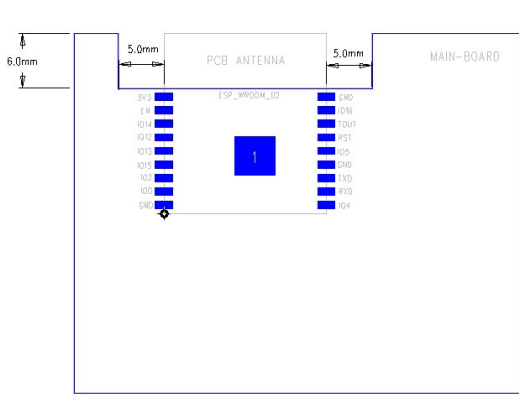 5.0mm
5.0mm
6.0mm
PCB ANTENNA
MAIN-BOARD
ESP_WROOM_02
3V3
EN
IO14
IO12
IO13
IO15
IO2
IO0
GND
1
GND
IO16
TOUT
RST
IO5
GND
TXD
RXD
IO4